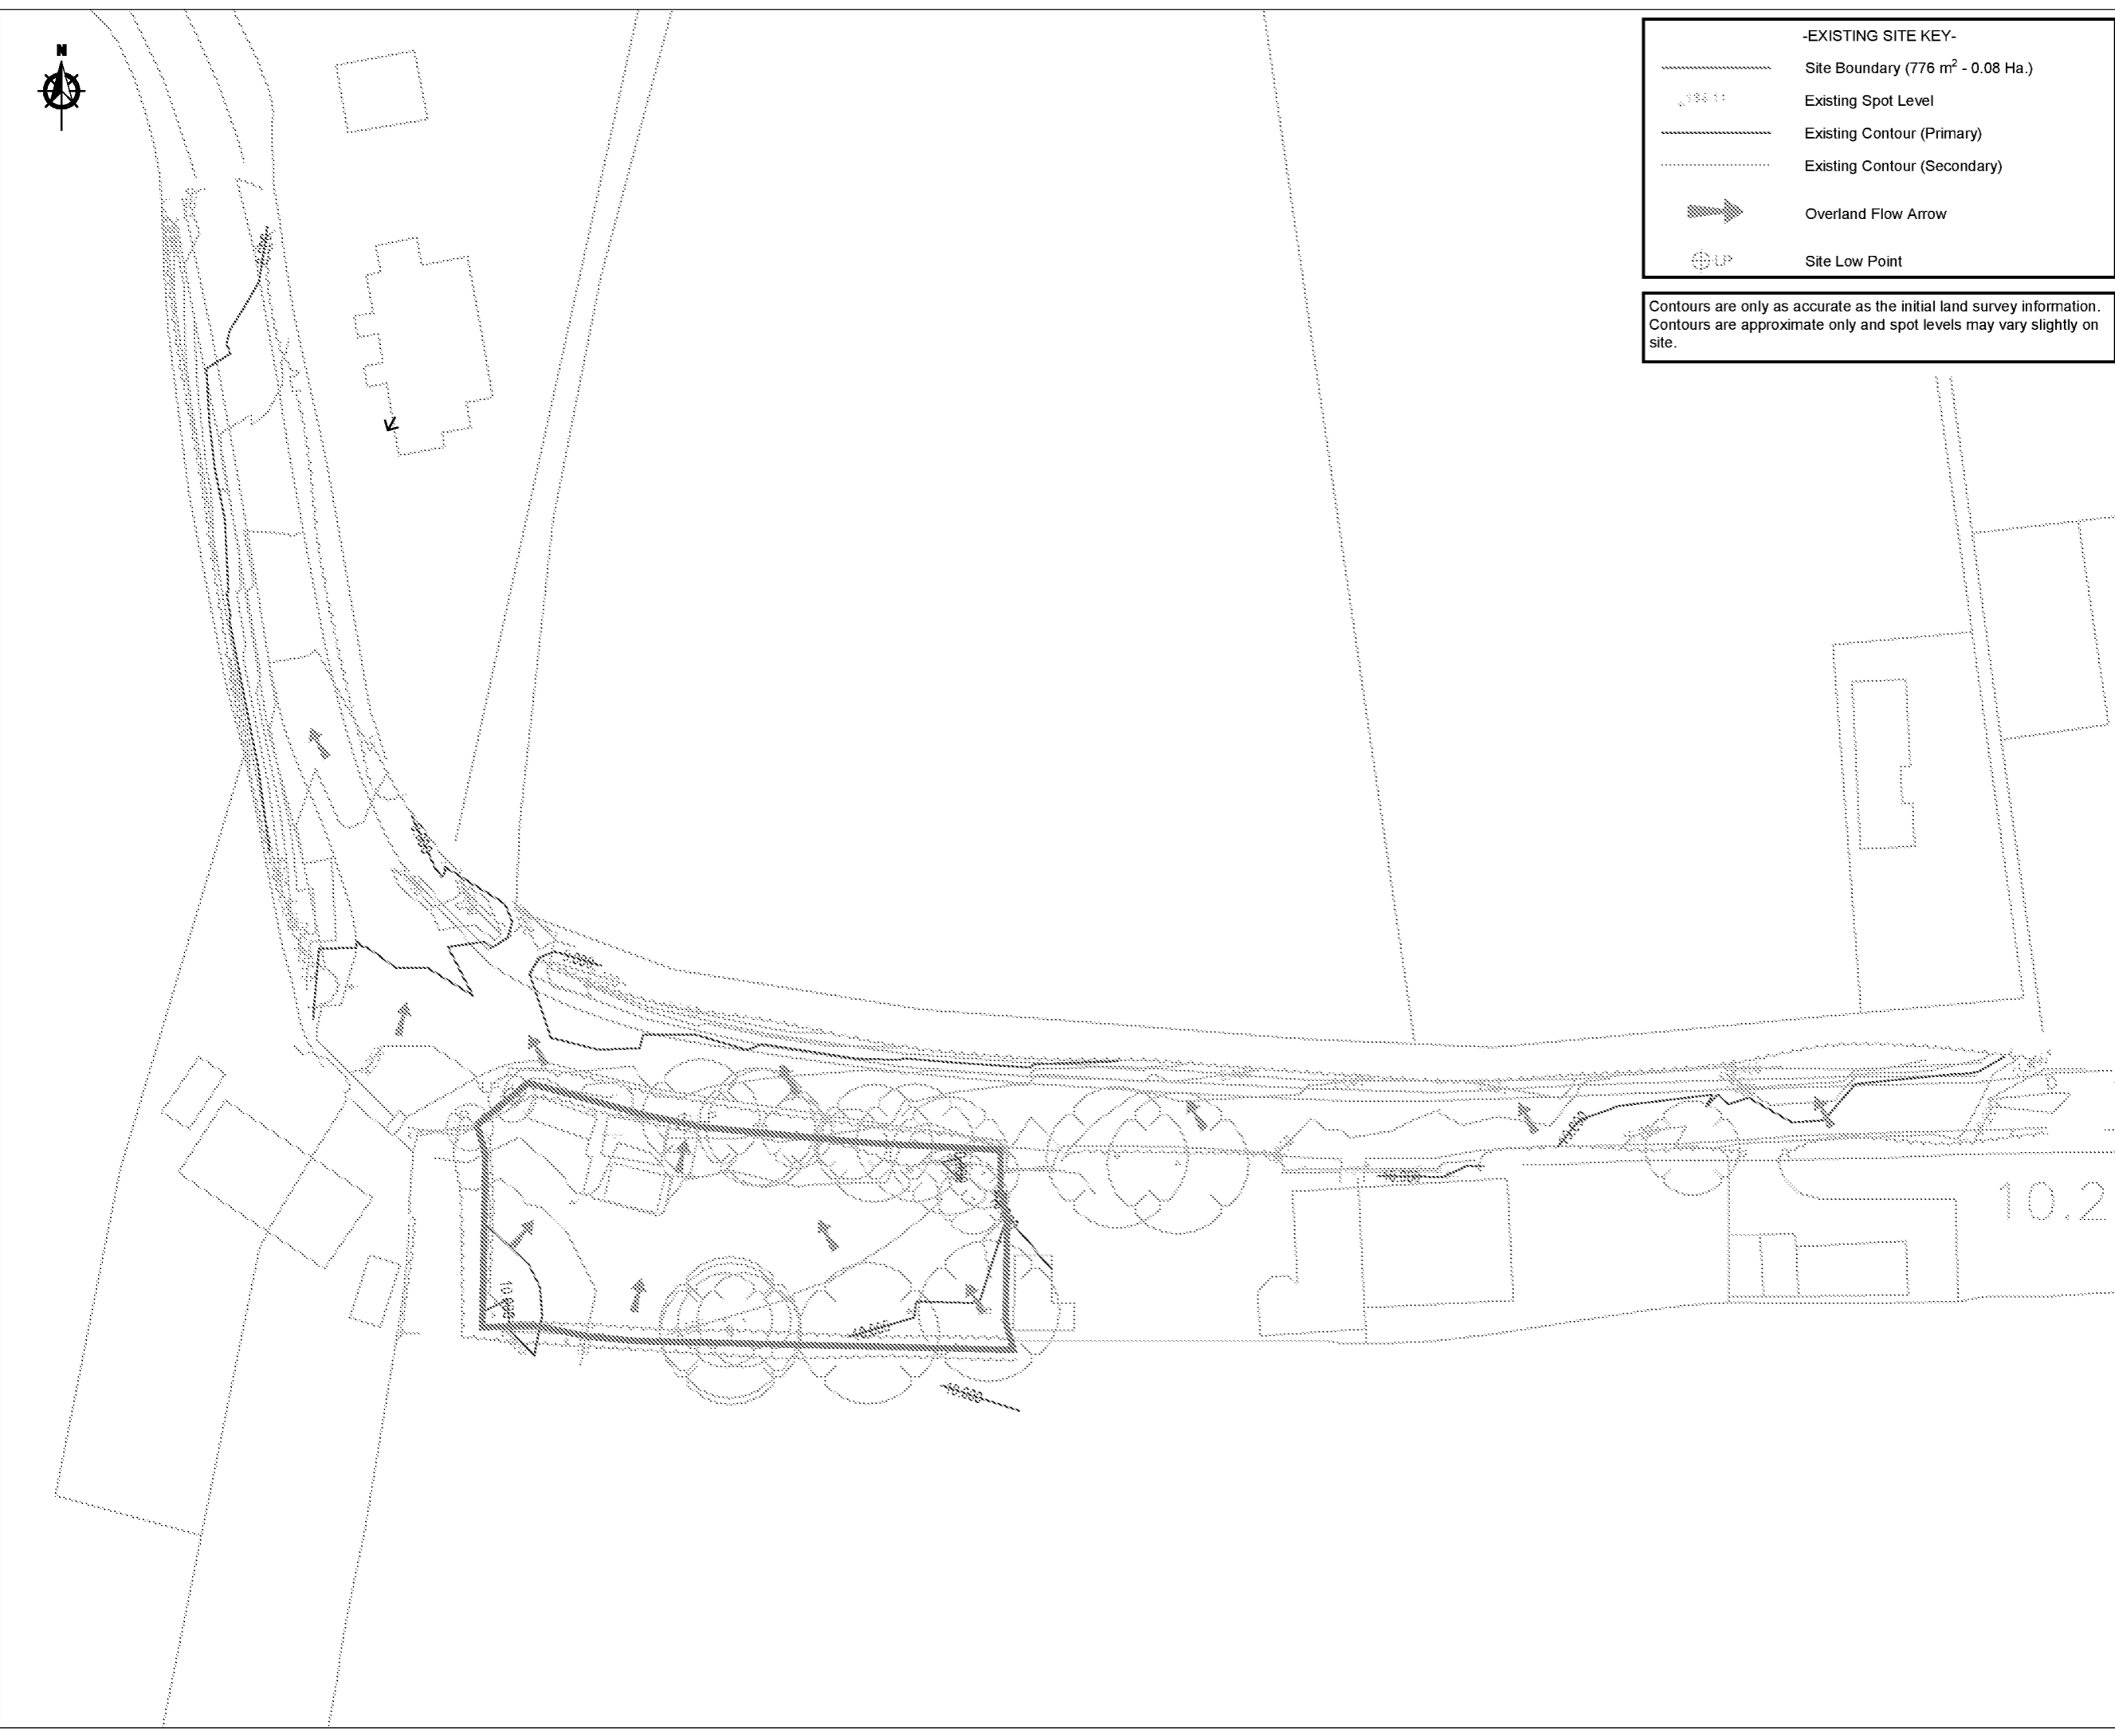 N
-EXISTING SITE KEY-
Site Boundary (776 m² - 0.08 Ha.)
Existing Spot Level
Existing Contour (Primary)
Existing Contour (Secondary)
Overland Flow Arrow
LP Site Low Point
Contours are only as accurate as the initial land survey information.
Contours are approximate only and spot levels may vary slightly on
site.
10.2